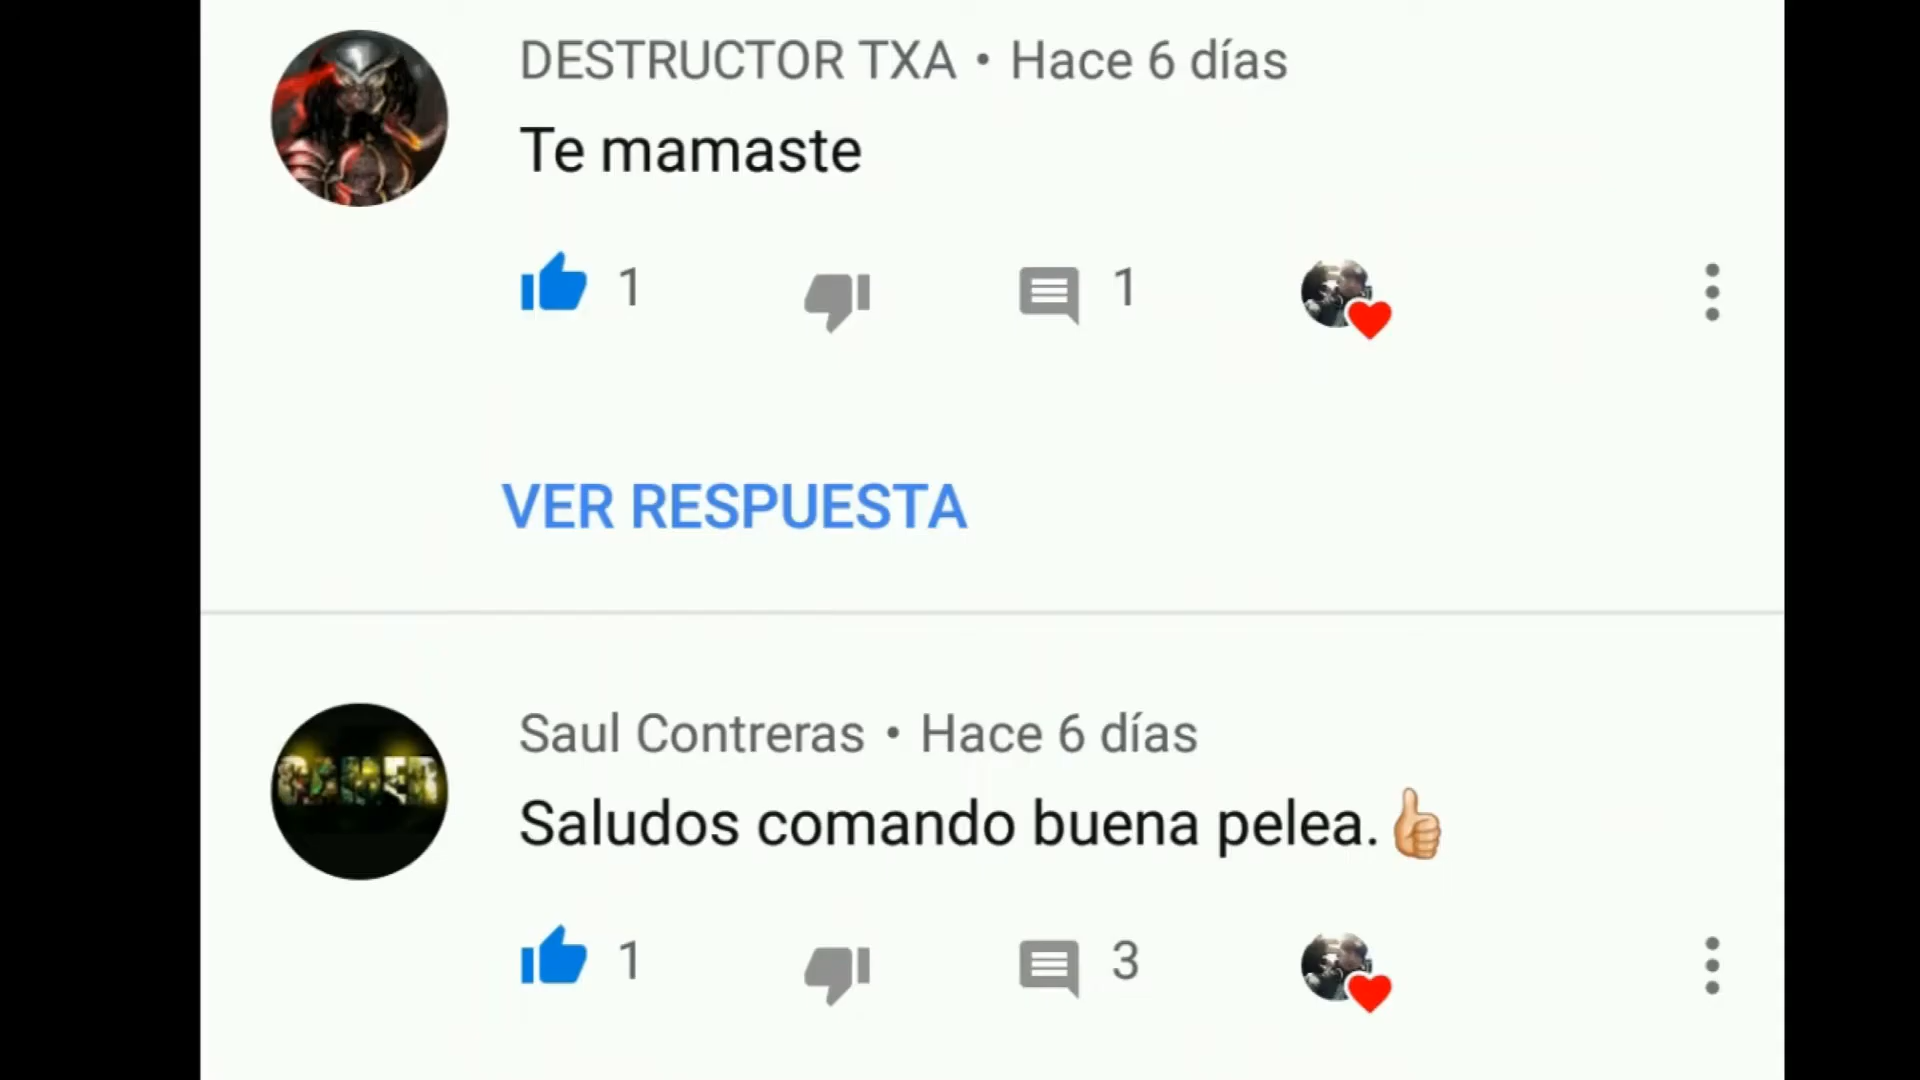 DESTRUCTOR TXA • Hace 6 días
Te mamaste
1 1
VER RESPUESTA
Saul Contreras • Hace 6 días
GAMER
Saludos comando buena pelea.👍🏼
1 3